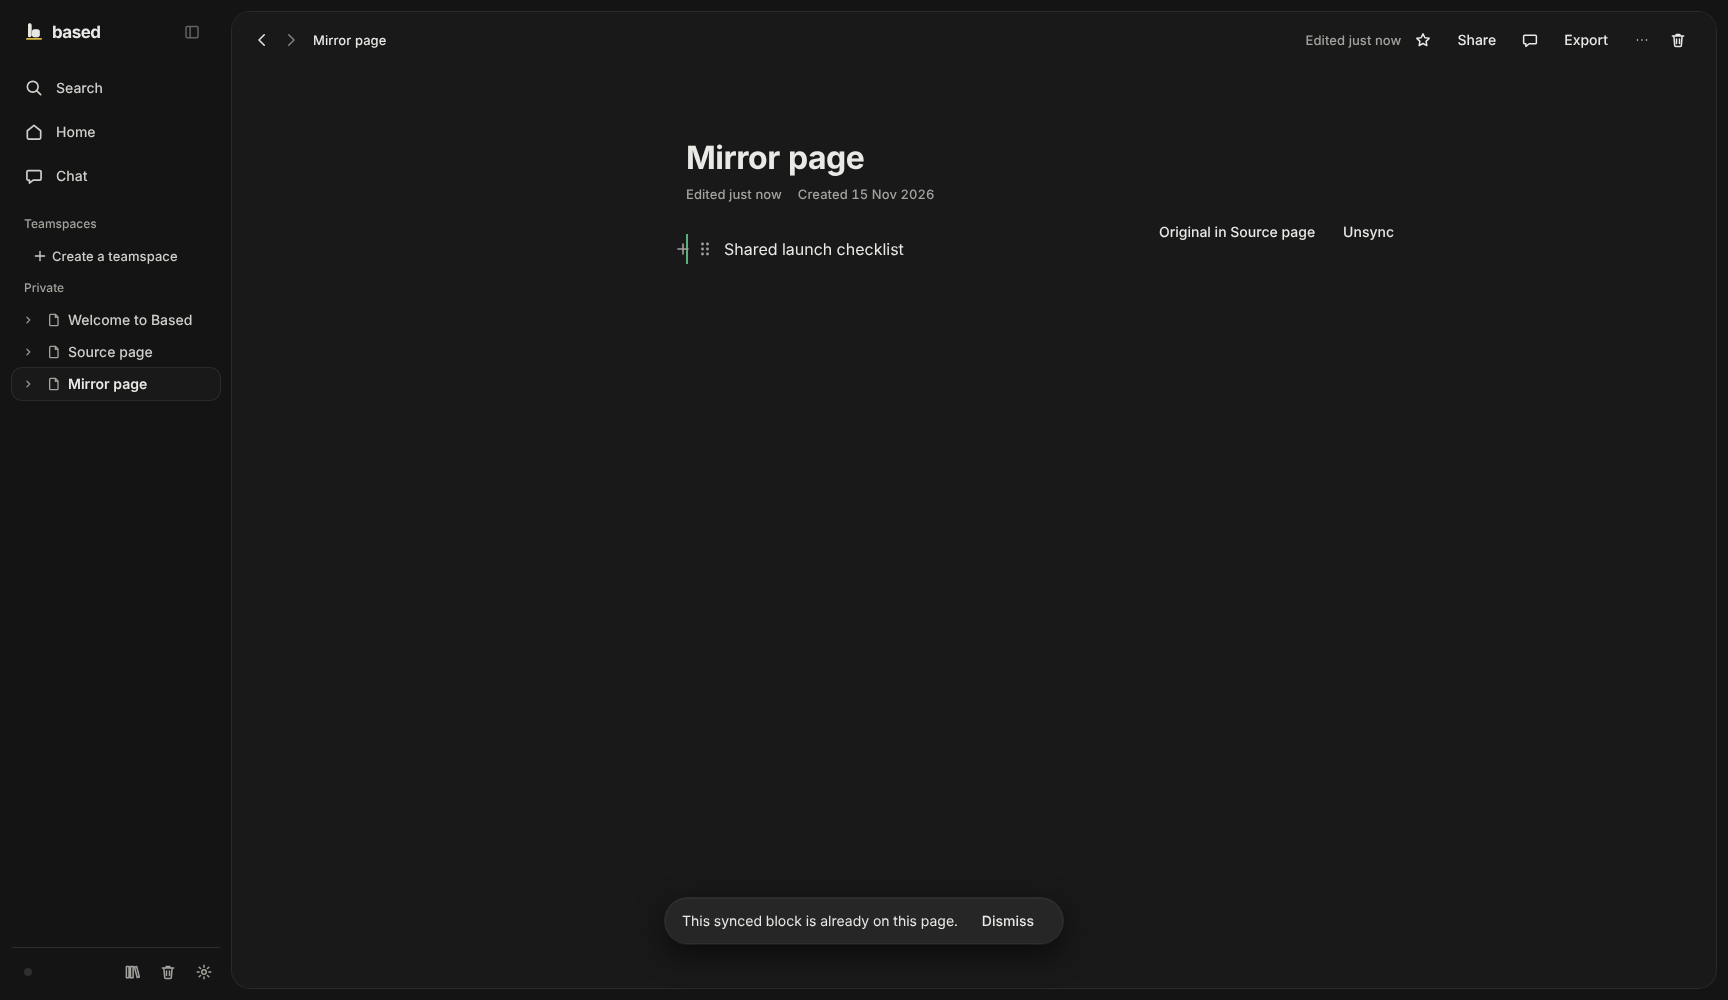 based
Search
Home
Chat
Teamspaces
Create a teamspace
Private
Welcome to Based
Source page
Mirror page
Mirror page
Edited just now
Share
Export
Mirror page
Edited just now Created 15 Nov 2026
Original in Source page Unsync
Shared launch checklist
This synced block is already on this page. Dismiss